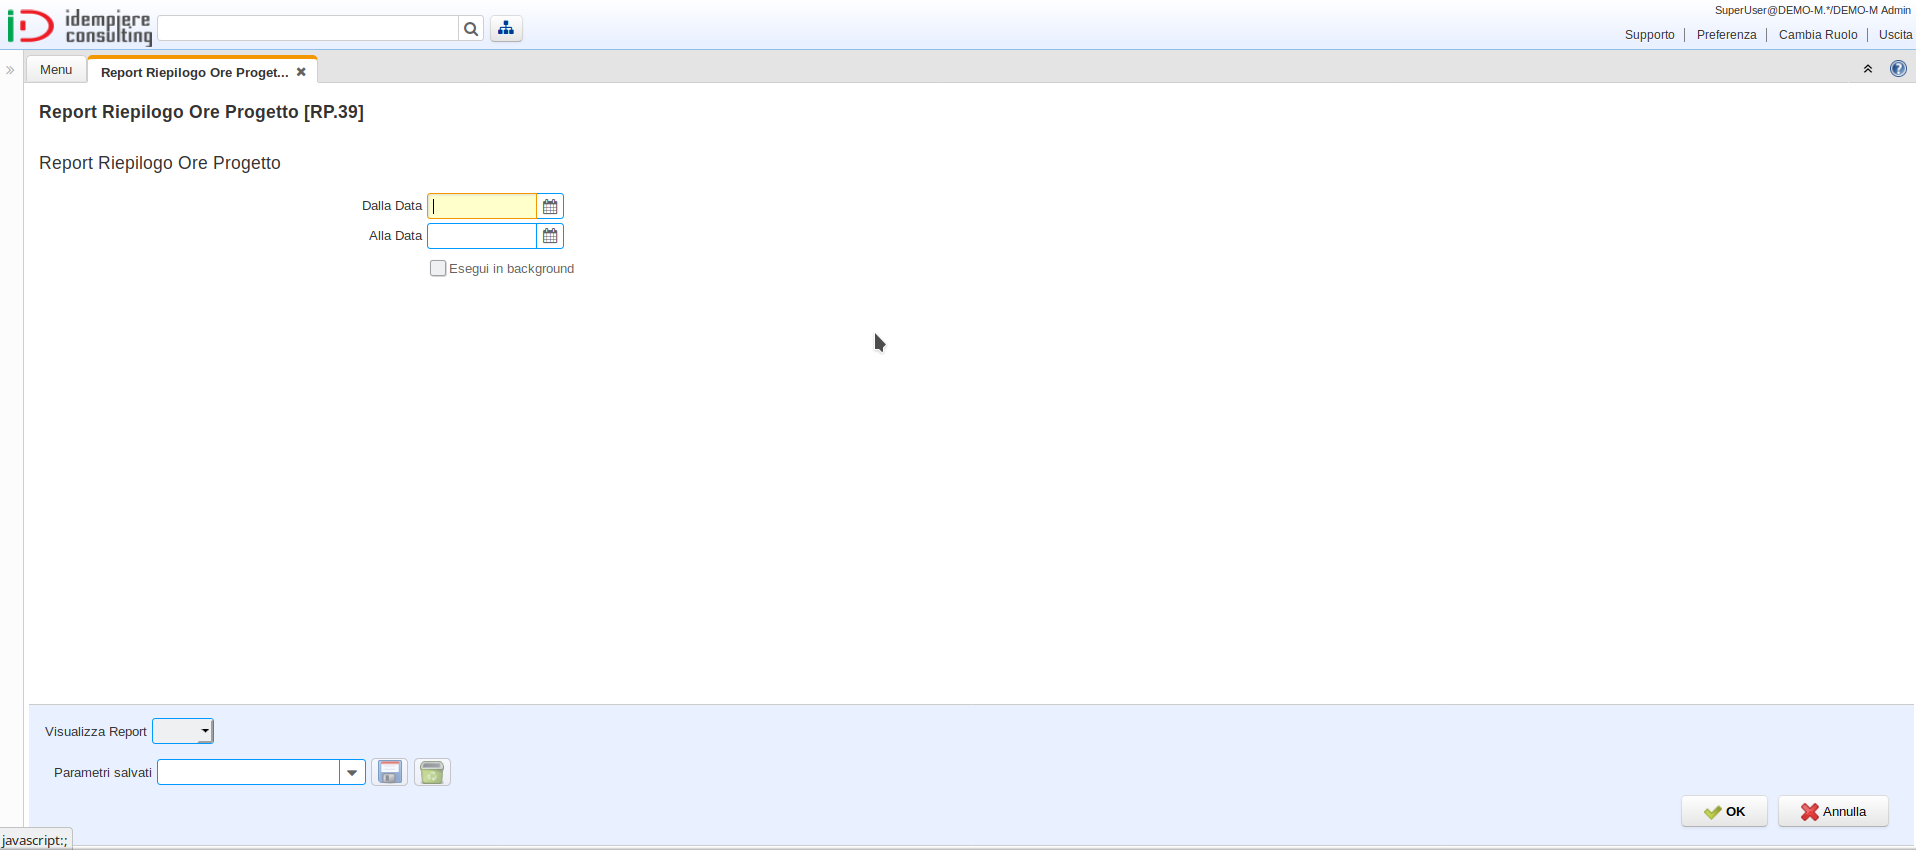 idempiere
consulting
SuperUser@DEMO-M.*/DEMO-M Admin
Supporto Preferenza Cambia Ruolo Uscita
Menu
Report Riepilogo Ore Proget...
Report Riepilogo Ore Progetto [RP.39]
Report Riepilogo Ore Progetto
Dalla Data
Alla Data
Esegui in background
Visualizza Report
Parametri salvati
OK
Annulla
javascript:;